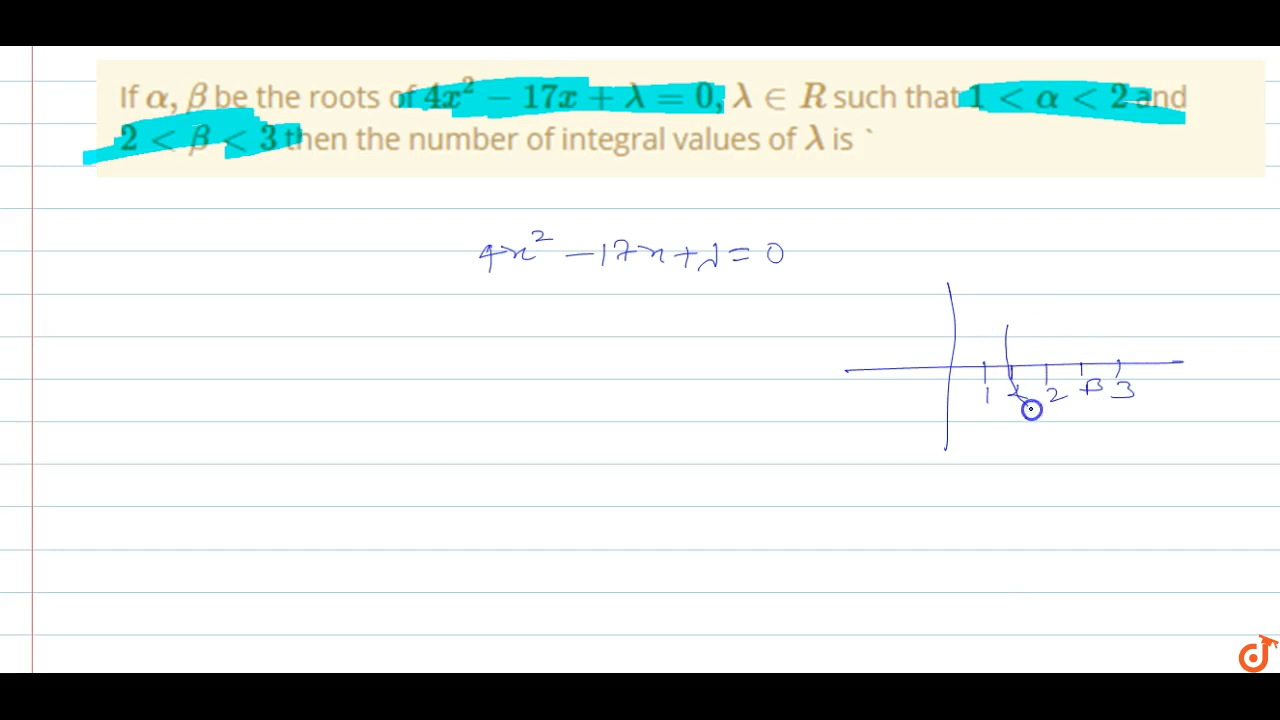 If α, β be the roots of 4x² − 17x + λ = 0, λ ∈ R such that 1 < α < 2 and
2 < β < 3 then the number of integral values of λ is `
4x² − 17x + λ = 0
1 α 2 β 3